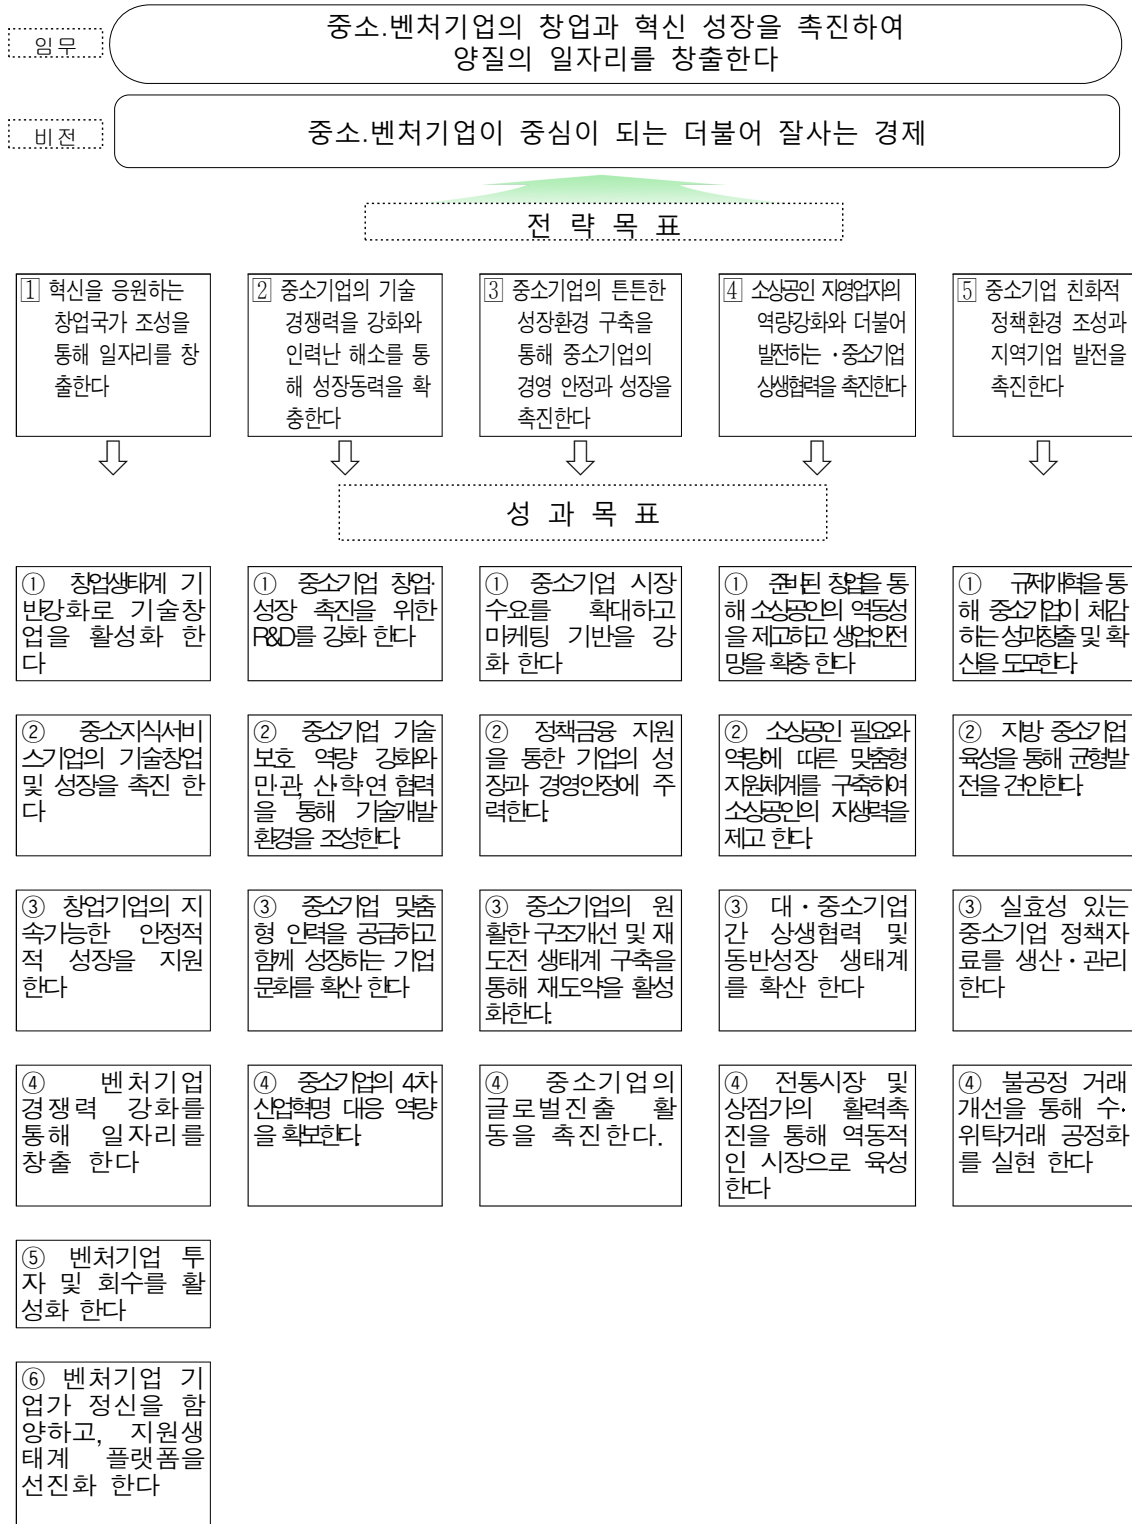 임무
중소.벤처기업의 창업과 혁신 성장을 촉진하여
양질의 일자리를 창출한다
비전
중소.벤처기업이 중심이 되는 더불어 잘사는 경제
전 략 목 표
1 혁신을 응원하는
창업국가 조성을
통해 일자리를 창
출한다
2 중소기업의 기술
경쟁력을 강화와
인력난 해소를 통
해 성장동력을 확
충한다
3 중소기업의 튼튼한
성장환경 구축을
통해 중소기업의
경영 안정과 성장을
촉진한다
4 소상공인 자영업자의
역량강화와 더불어
발전하는 ・중소기업
상생협력을 촉진한다
5 중소기업 친화적
정책환경 조성과
지역기업 발전을
촉진한다
성 과 목 표
① 창업생태계 기
반강화로 기술창
업을 활성화 한
다
① 중소기업 창업·
성장 촉진을 위한
R&D를 강화 한다
① 중소기업 시장
수요를 확대하고
마케팅 기반을 강
화 한다
① 준비된 창업을 통
해 소상공인의 역동성
을 제고하고 생업안전
망을 확충 한다
① 규제개혁을 통
해 중소기업이 체감
하는 성과창출 및 확
산을 도모한다.
② 중소지식서비
스기업의 기술창업
및 성장을 촉진 한
다
② 중소기업 기술
보호 역량 강화와
민·관, 산·학·연 협력
을 통해 기술개발
환경을 조성한다.
② 정책금융 지원
을 통한 기업의 성
장과 경영안정에 주
력한다.
② 소상공인 필요와
역량에 따른 맞춤형
지원체계를 구축하여
소상공인의 자생력을
제고 한다.
② 지방 중소기업
육성을 통해 균형발
전을 견인한다.
③ 창업기업의 지
속가능한 안정적
적 성장을 지원
한다
③ 중소기업 맞춤
형 인력을 공급하고
함께 성장하는 기업
문화를 확산 한다
③ 중소기업의 원
활한 구조개선 및 재
도전 생태계 구축을
통해 재도약을 활성
화한다.
③ 대・중소기업
간 상생협력 및
동반성장 생태계
를 확산 한다
③ 실효성 있는
중소기업 정책자
료를 생산・관리
한다
④ 벤처기업
경쟁력 강화를
통해 일자리를
창출 한다
④ 중소기업의 4차
산업혁명 대응 역량
을 확보한다.
④ 중소기업의
글로벌진출 활
동을 촉진한다.
④ 전통시장 및
상점가의 활력촉
진을 통해 역동적
인 시장으로 육성
한다
④ 불공정 거래
개선을 통해 수·
위탁거래 공정화
를 실현 한다
⑤ 벤처기업 투
자 및 회수를 활
성화 한다
⑥ 벤처기업 기
업가 정신을 함
양하고, 지원생
태계 플랫폼을
선진화 한다